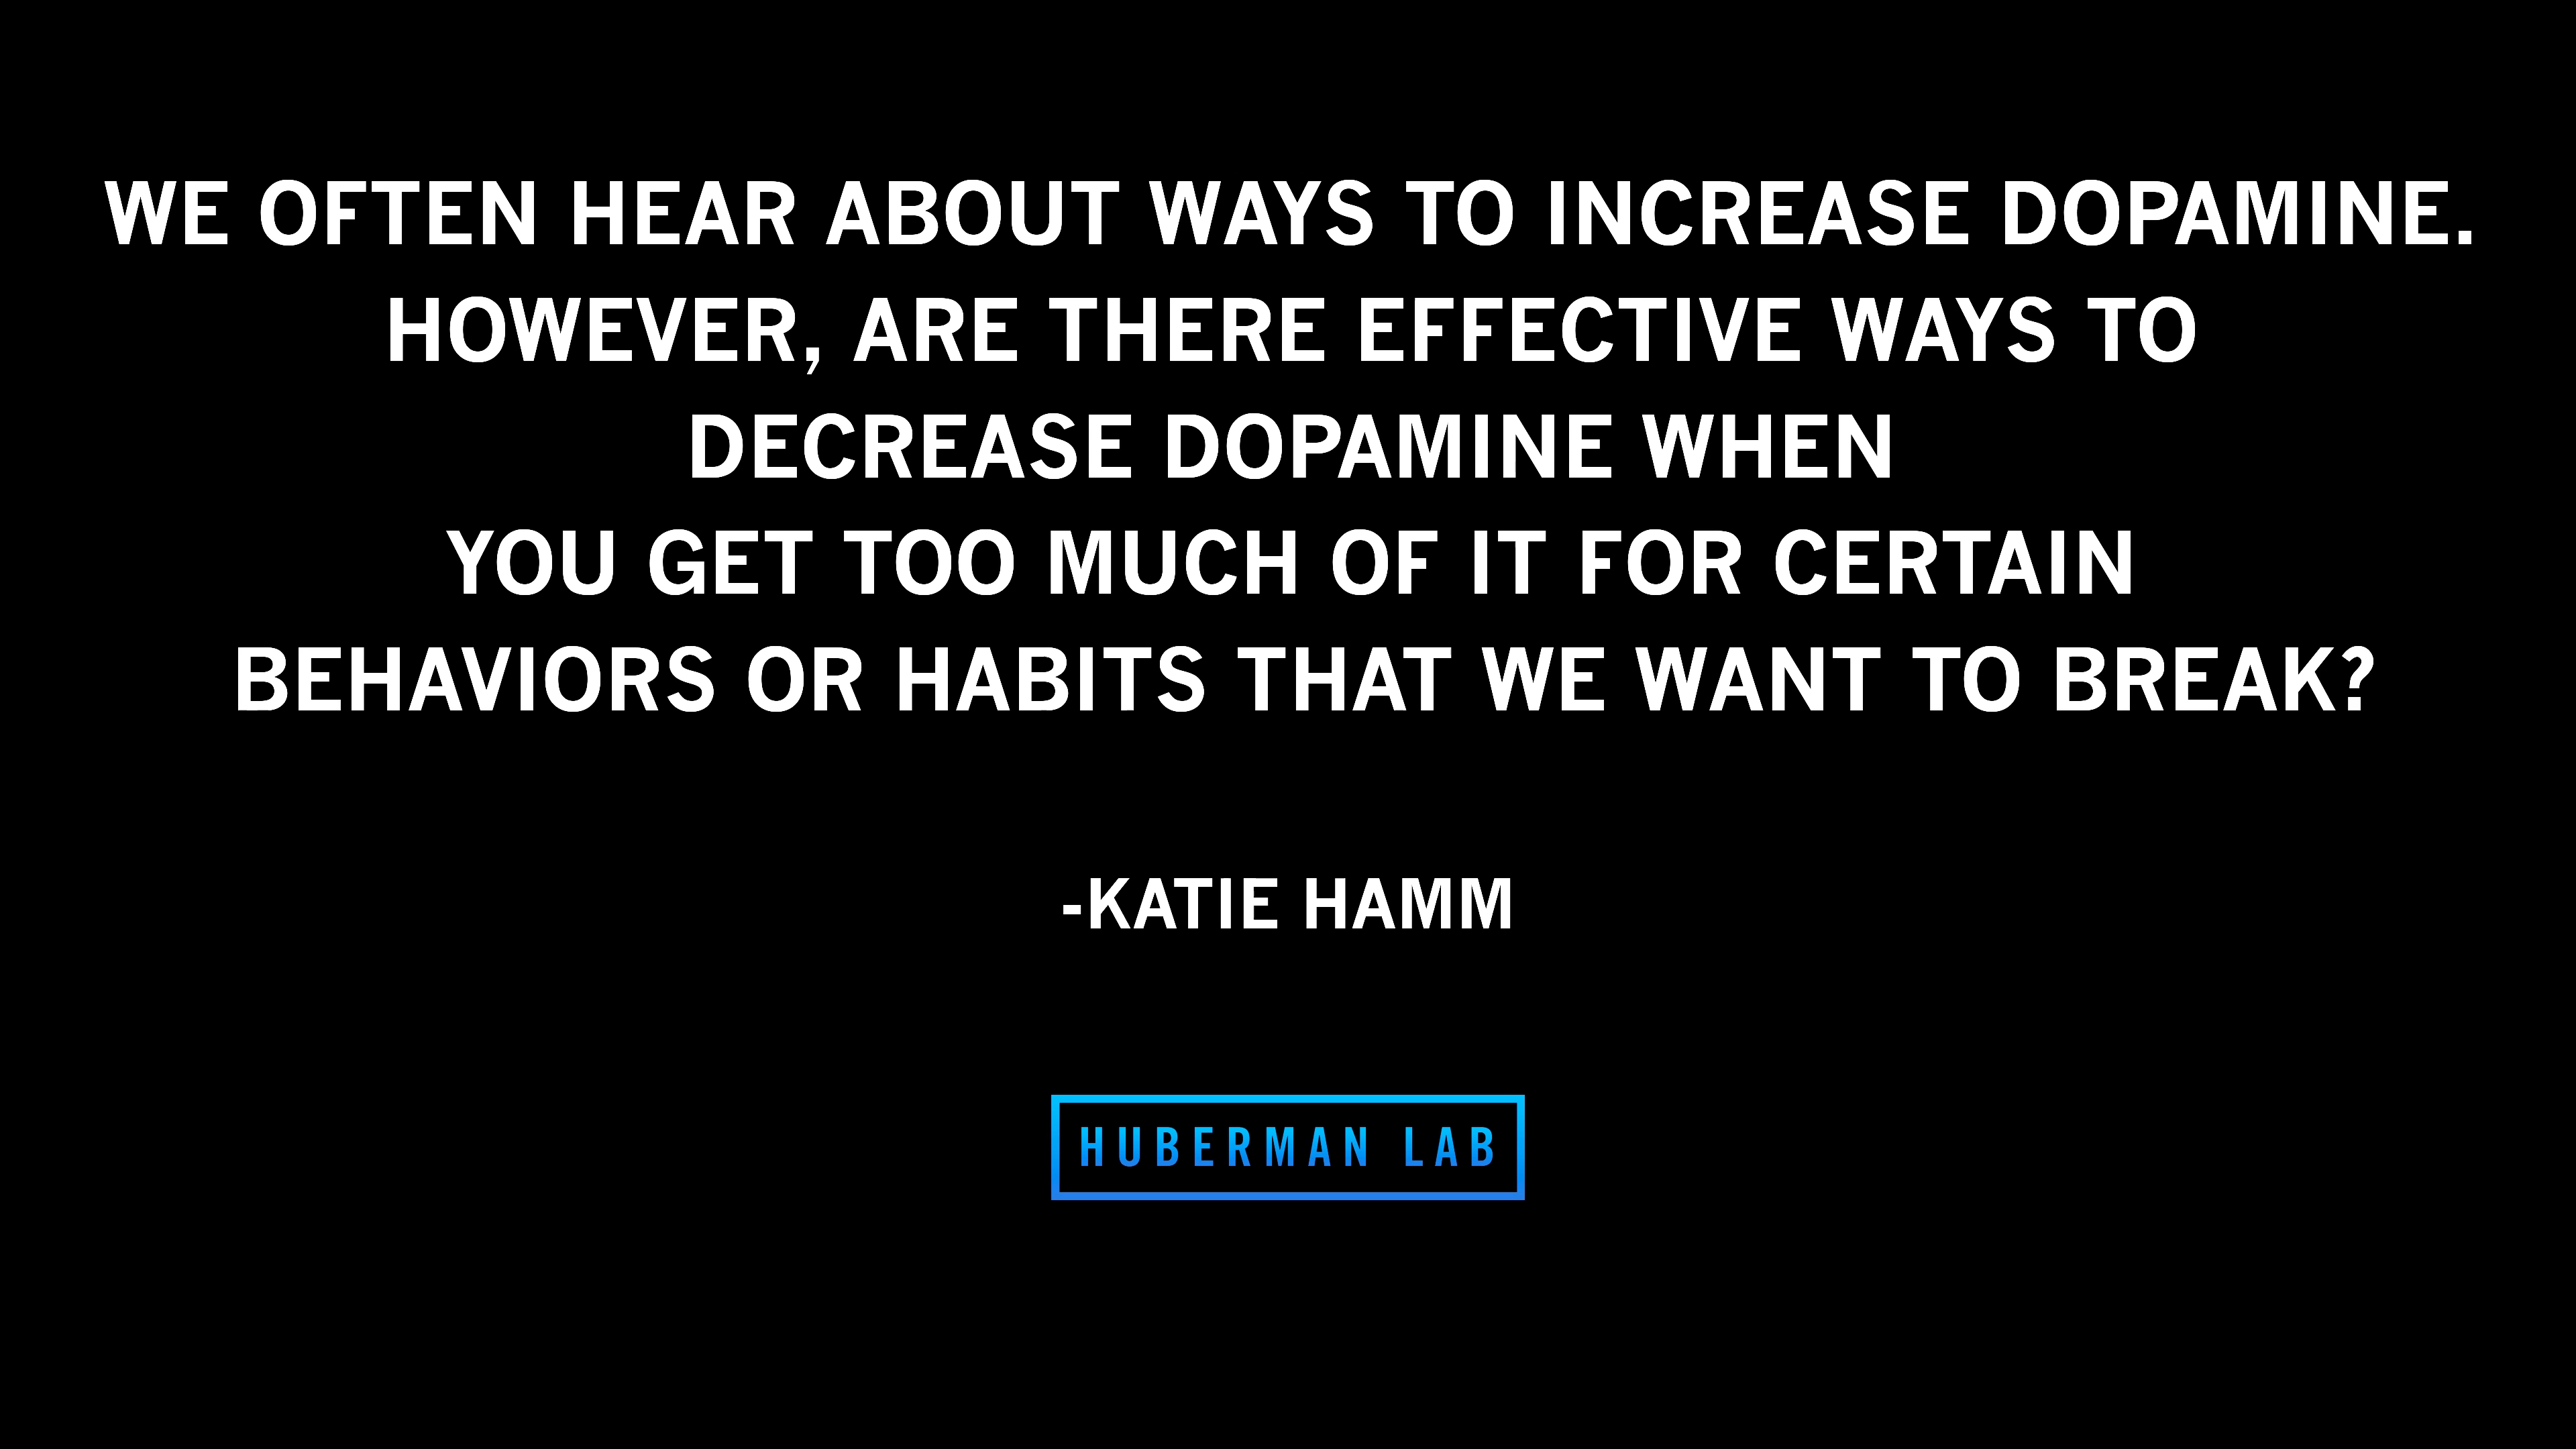 WE OFTEN HEAR ABOUT WAYS TO INCREASE DOPAMINE.
HOWEVER, ARE THERE EFFECTIVE WAYS TO
DECREASE DOPAMINE WHEN
YOU GET TOO MUCH OF IT FOR CERTAIN
BEHAVIORS OR HABITS THAT WE WANT TO BREAK?
-KATIE HAMM
HUBERMAN LAB